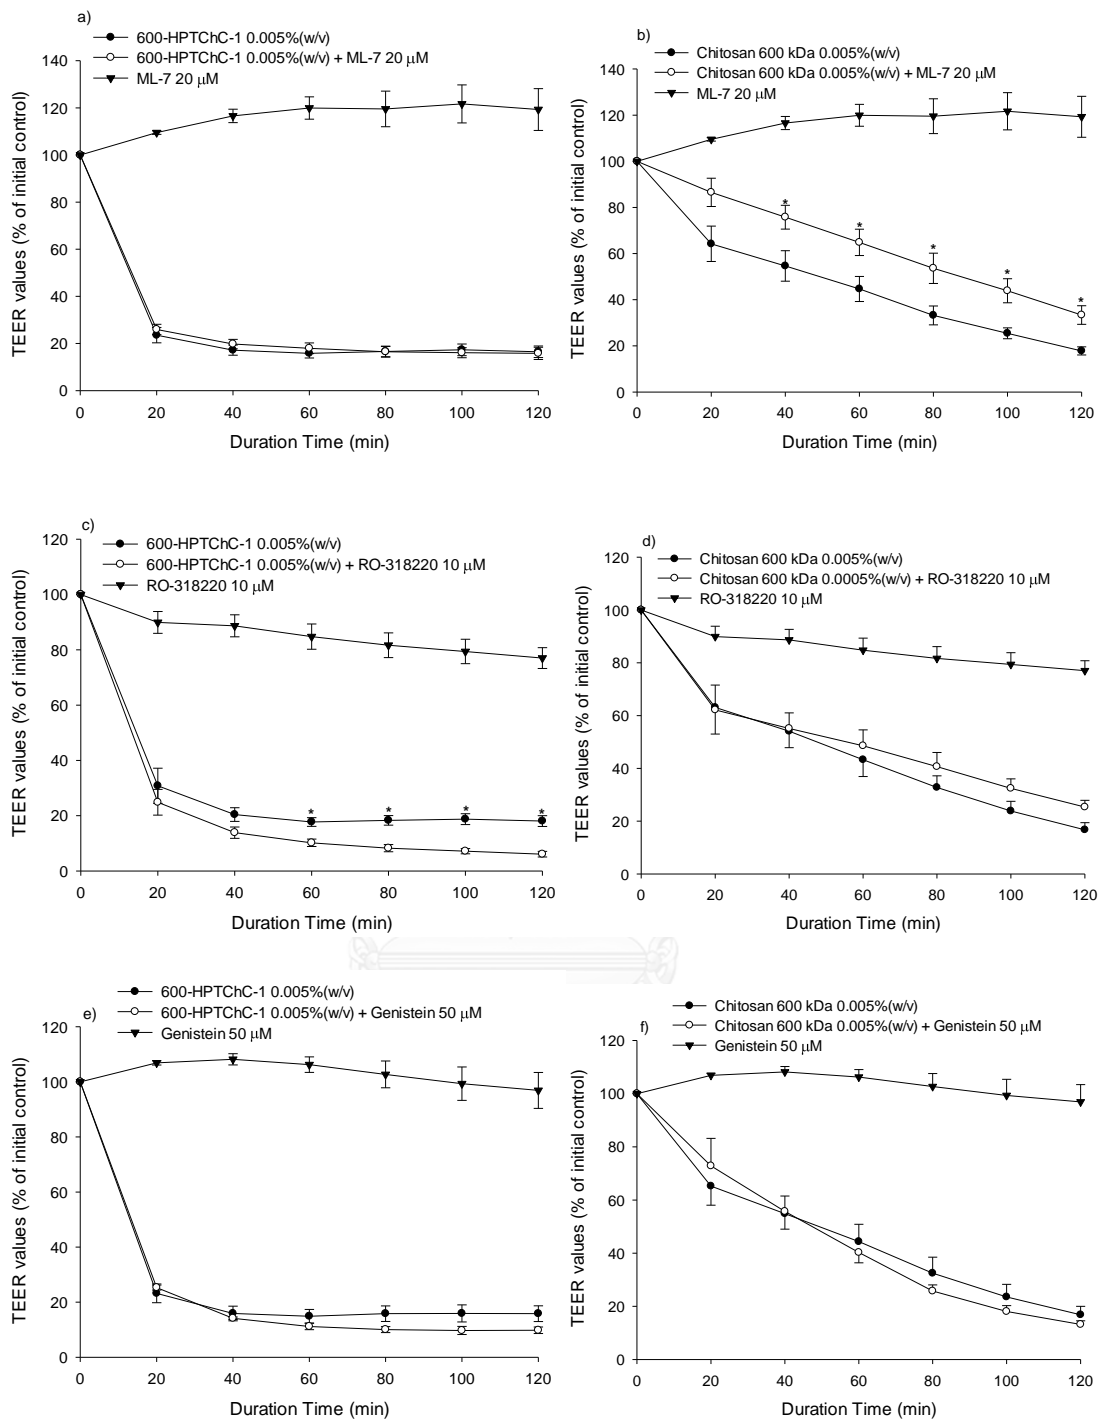 a)
600-HPTChC-1 0.005%(w/v)
600-HPTChC-1 0.005%(w/v) + ML-7 20 μM
ML-7 20 μM
TEER values (% of initial control)
140
120
100
80
60
40
20
0
0 20 40 60 80 100 120
Duration Time (min)
b)
Chitosan 600 kDa 0.005%(w/v)
Chitosan 600 kDa 0.005%(w/v) + ML-7 20 μM
ML-7 20 μM
TEER values (% of initial control)
140
120
100
80
60
40
20
0
* * * * *
0 20 40 60 80 100 120
Duration Time (min)
c)
600-HPTChC-1 0.005%(w/v)
600-HPTChC-1 0.005%(w/v) + RO-318220 10 μM
RO-318220 10 μM
TEER values (% of initial control)
120
100
80
60
40
20
0
* * * *
0 20 40 60 80 100 120
Duration Time (min)
d)
Chitosan 600 kDa 0.005%(w/v)
Chitosan 600 kDa 0.0005%(w/v) + RO-318220 10 μM
RO-318220 10 μM
TEER values (% of initial control)
120
100
80
60
40
20
0
0 20 40 60 80 100 120
Duration Time (min)
e)
600-HPTChC-1 0.005%(w/v)
600-HPTChC-1 0.005%(w/v) + Genistein 50 μM
Genistein 50 μM
TEER values (% of initial control)
120
100
80
60
40
20
0
0 20 40 60 80 100 120
Duration Time (min)
f)
Chitosan 600 kDa 0.005%(w/v)
Chitosan 600 kDa 0.005%(w/v) + Genistein 50 μM
Genistein 50 μM
TEER values (% of initial control)
120
100
80
60
40
20
0
0 20 40 60 80 100 120
Duration Time (min)